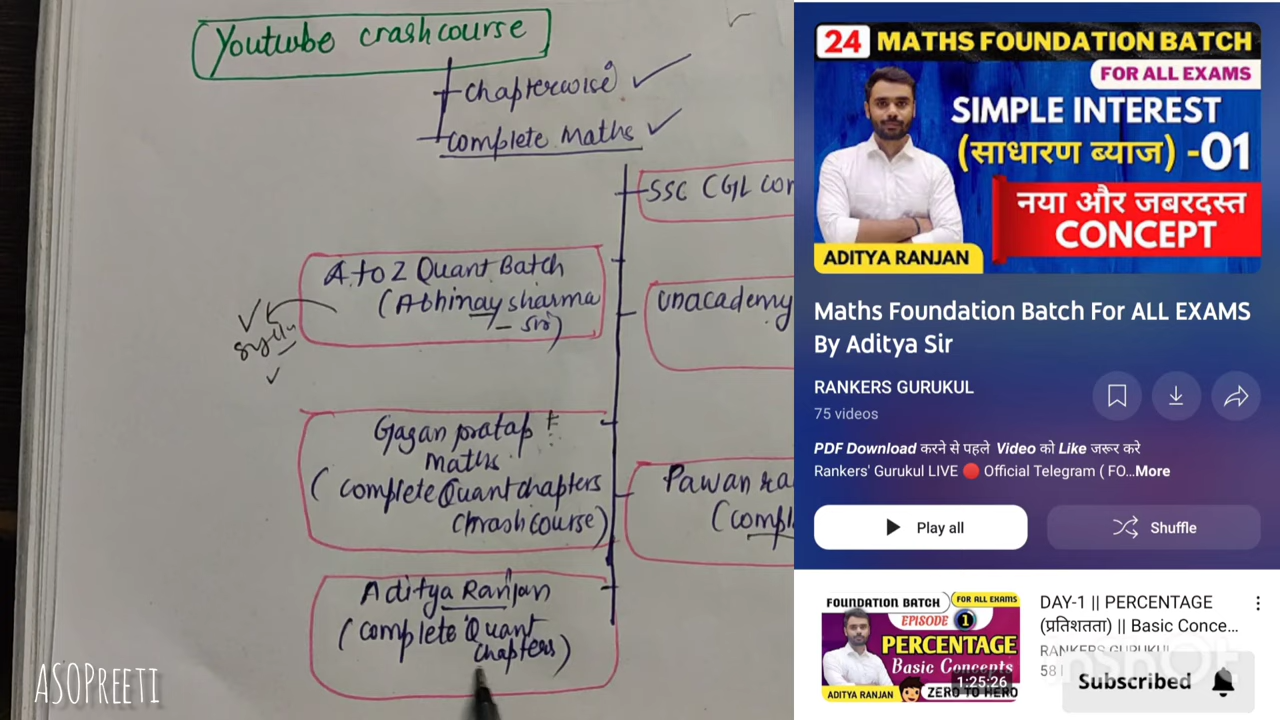 Youtube crashcourse
chapterwise
complete Maths
SSC CGL
A to Z Quant Batch
(Abhinay Sharma
sir)
unacademy
Gagan pratap
maths
(complete Quant chapters
Chrash course)
Pawan
Aditya Ranjan
(complete Quant
chapters)
ASOPREETI
24 MATHS FOUNDATION BATCH
FOR ALL EXAMS
SIMPLE INTEREST
(साधारण ब्याज) -01
नया और जबरदस्त
CONCEPT
ADITYA RANJAN
Maths Foundation Batch For ALL EXAMS
By Aditya Sir
RANKERS GURUKUL
75 videos
PDF Download करने से पहले Video को Like जरूर करे
Rankers' Gurukul LIVE 🔴 Official Telegram ( FO...More
Play all
Shuffle
FOUNDATION BATCH FOR ALL EXAMS
EPISODE 1
PERCENTAGE
Basic Concepts
1:25:26
ADITYA RANJAN ZERO TO HERO
DAY-1 || PERCENTAGE
(प्रतिशतता) || Basic Conce...
RANKERS GURUKUL
58
Subscribed